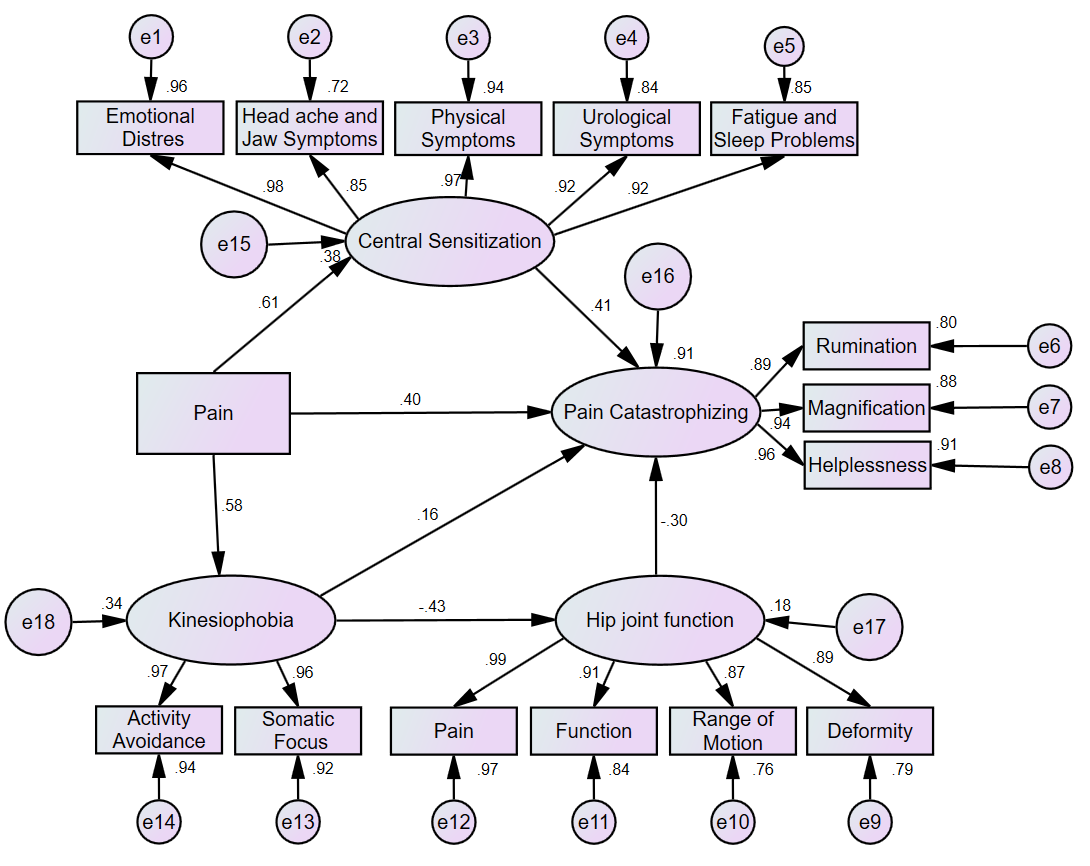 e1
e2
e3
e4
e5
.96
.72
.94
.84
.85
Emotional
Distres
Head ache and
Jaw Symptoms
Physical
Symptoms
Urological
Symptoms
Fatigue and
Sleep Problems
.98
.85
.97
.92
.92
e15
.38
Central Sensitization
e16
.61
.41
.91
Pain
.40
Pain Catastrophizing
.89
.94
.96
Rumination
.80
e6
Magnification
.88
e7
Helplessness
.91
e8
.58
.16
-.30
e18
.34
Kinesiophobia
-.43
Hip joint function
.18
e17
.97
.96
.99
.91
.87
.89
Activity
Avoidance
Somatic
Focus
Pain
Function
Range of
Motion
Deformity
.94
.92
.97
.84
.76
.79
e14
e13
e12
e11
e10
e9